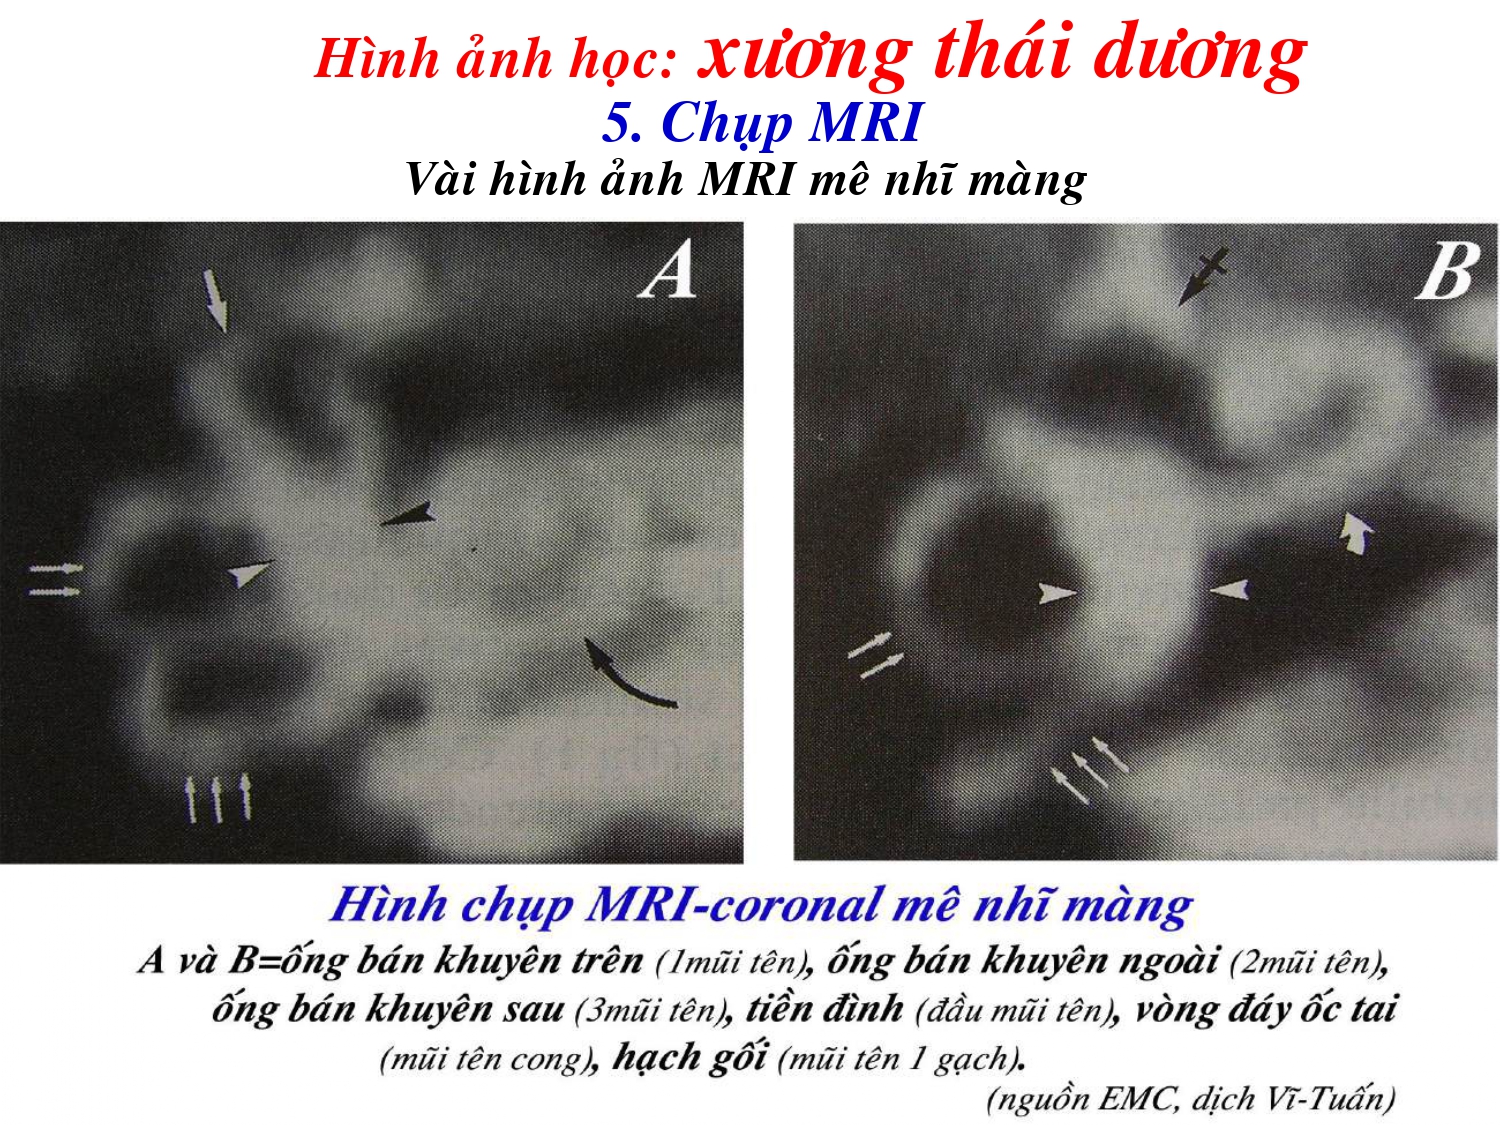 Hình ảnh học: xương thái dương
5. Chụp MRI
Vài hình ảnh MRI mê nhĩ màng
A
B
Hình chụp MRI-coronal mê nhĩ màng
A và B=ống bán khuyên trên (1mũi tên), ống bán khuyên ngoài (2mũi tên),
ống bán khuyên sau (3mũi tên), tiền đình (đầu mũi tên), vòng đáy ốc tai
(mũi tên cong), hạch gối (mũi tên 1 gạch).
(nguồn EMC, dịch Vĩ-Tuấn)